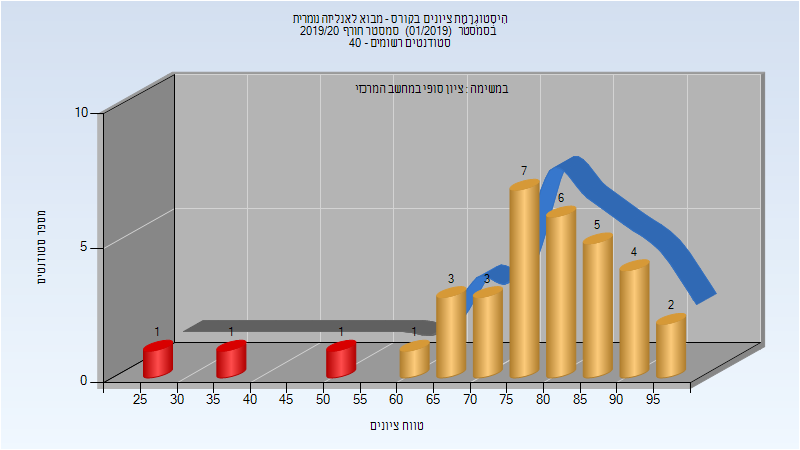 היסטוגרמת ציונים בקורס - מבוא לאנליזה נומרית
בסמסטר (01/2019) סמסטר חורף 2019/20
סטודנטים רשומים - 40
במשימה : ציון סופי במחשב המרכזי
מספר סטודנטים
10
5
0
1
1
1
1
3
3
7
6
5
4
2
25 30 35 40 45 50 55 60 65 70 75 80 85 90 95
טווח ציונים